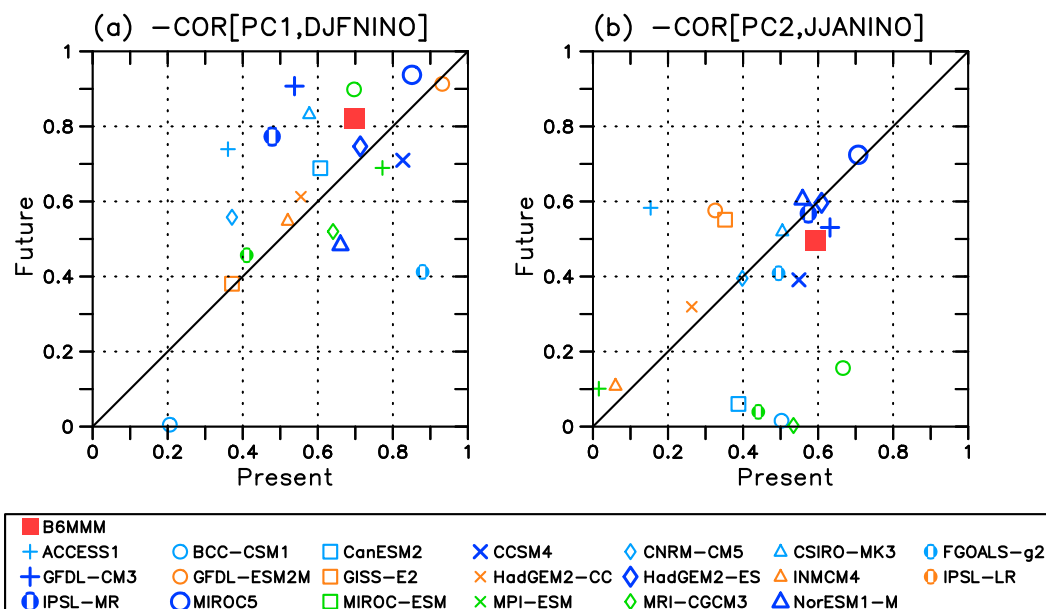 (a) -COR[PC1,DJFNINO]
(b) -COR[PC2,JJANINO]
1
0.8
0.6
0.4
0.2
0
Future
0 0.2 0.4 0.6 0.8 1
Present
1
0.8
0.6
0.4
0.2
0
Future
0 0.2 0.4 0.6 0.8 1
Present
B6MMM
ACCESS1 BCC-CSM1 CanESM2 CCSM4 CNRM-CM5 CSIRO-MK3 FGOALS-g2
GFDL-CM3 GFDL-ESM2M GISS-E2 HadGEM2-CC HadGEM2-ES INMCM4 IPSL-LR
IPSL-MR MIROC5 MIROC-ESM MPI-ESM MRI-CGCM3 NorESM1-M